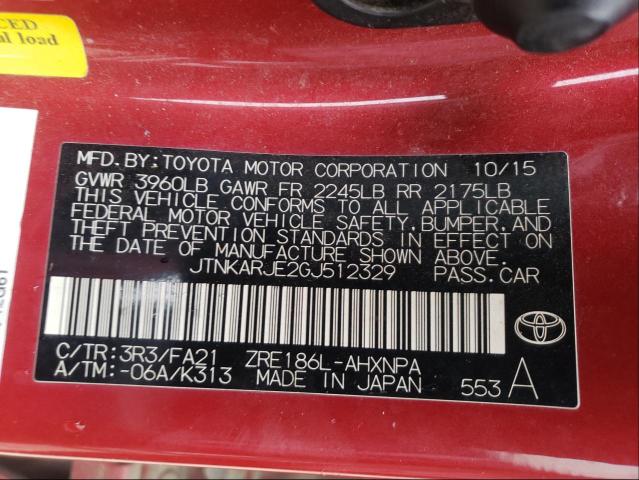 CED
al load
MFD.BY:TOYOTA MOTOR CORPORATION 10/15
GVWR 3960LB GAWR FR 2245LB RR 2175LB
THIS VEHICLE CONFORMS TO ALL APPLICABLE
FEDERAL MOTOR VEHICLE SAFETY,BUMPER,AND
THEFT PREVENTION STANDARDS IN EFFECT ON
THE DATE OF MANUFACTURE SHOWN ABOVE.
JTNKARJE2GJ512329 PASS.CAR
C/TR:3R3/FA21 ZRE186L-AHXNPA
A/TM:-06A/K313 MADE IN JAPAN 553 A